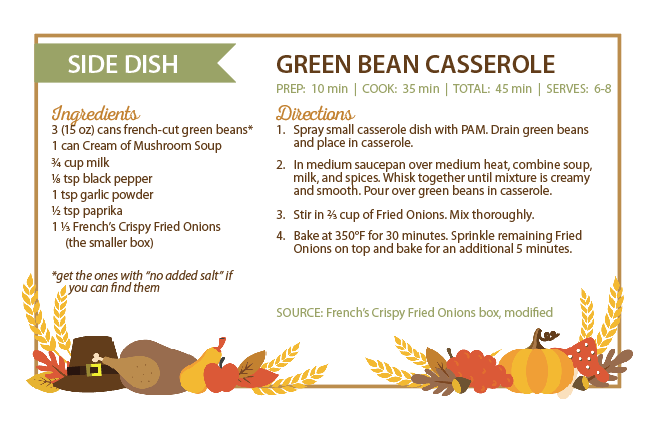 SIDE DISH
GREEN BEAN CASSEROLE
PREP: 10 min | COOK: 35 min | TOTAL: 45 min | SERVES: 6-8
Ingredients
3 (15 oz) cans french-cut green beans*
1 can Cream of Mushroom Soup
¾ cup milk
⅛ tsp black pepper
1 tsp garlic powder
½ tsp paprika
1 ⅓ French's Crispy Fried Onions
(the smaller box)
*get the ones with “no added salt” if
you can find them
Directions
1. Spray small casserole dish with PAM. Drain green beans
and place in casserole.
2. In medium saucepan over medium heat, combine soup,
milk, and spices. Whisk together until mixture is creamy
and smooth. Pour over green beans in casserole.
3. Stir in ⅔ cup of Fried Onions. Mix thoroughly.
4. Bake at 350°F for 30 minutes. Sprinkle remaining Fried
Onions on top and bake for an additional 5 minutes.
SOURCE: French's Crispy Fried Onions box, modified